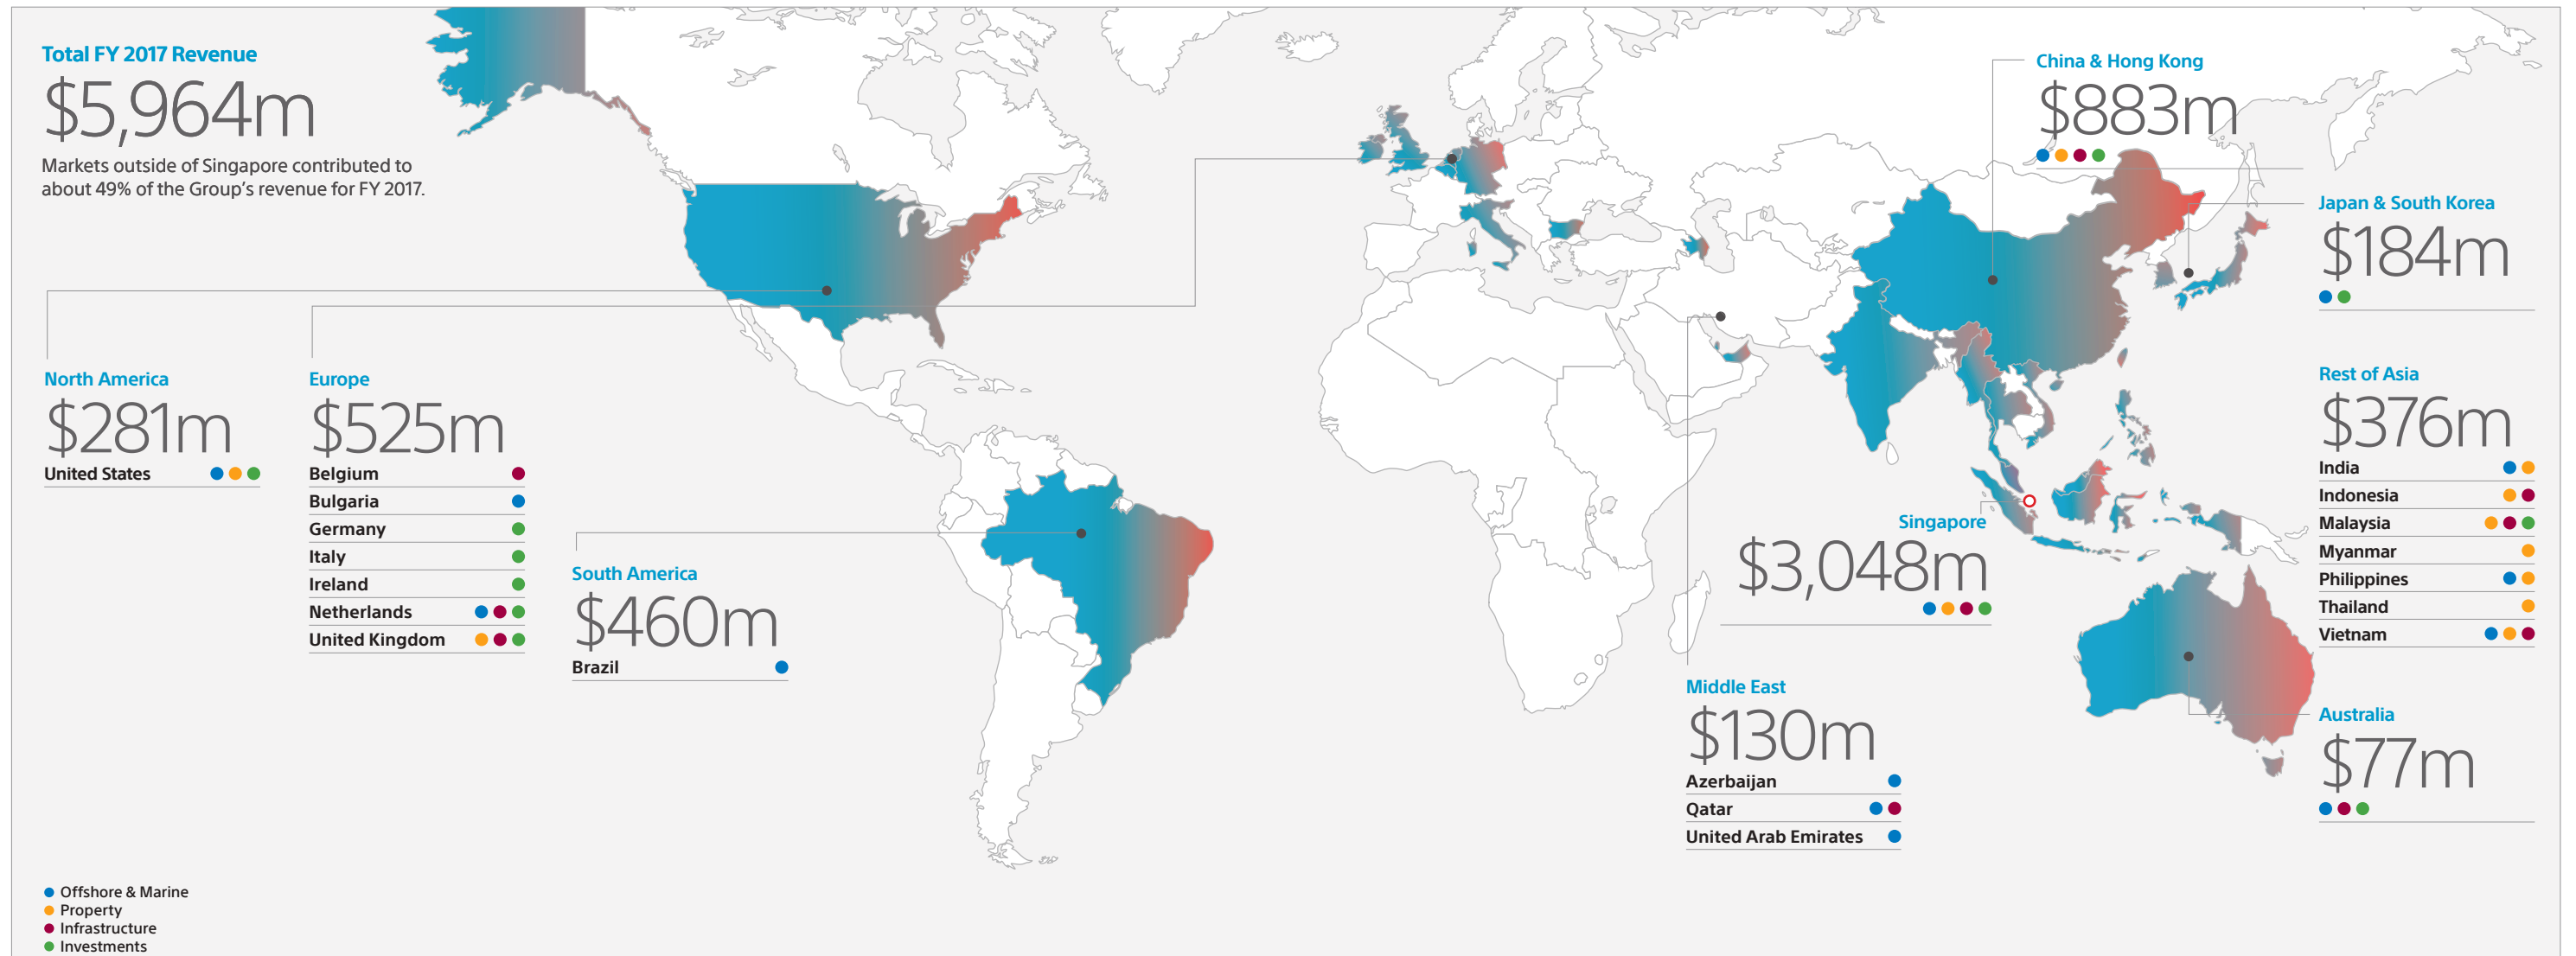 Total FY 2017 Revenue
$5,964m
Markets outside of Singapore contributed to
about 49% of the Group’s revenue for FY 2017.
North America
$281m
United States
Europe
$525m
Belgium
Bulgaria
Germany
Italy
Ireland
Netherlands
United Kingdom
South America
$460m
Brazil
China & Hong Kong
$883m
Japan & South Korea
$184m
Rest of Asia
$376m
India
Indonesia
Malaysia
Myanmar
Philippines
Thailand
Vietnam
Singapore
$3,048m
Middle East
$130m
Azerbaijan
Qatar
United Arab Emirates
Australia
$77m
Offshore & Marine
Property
Infrastructure
Investments